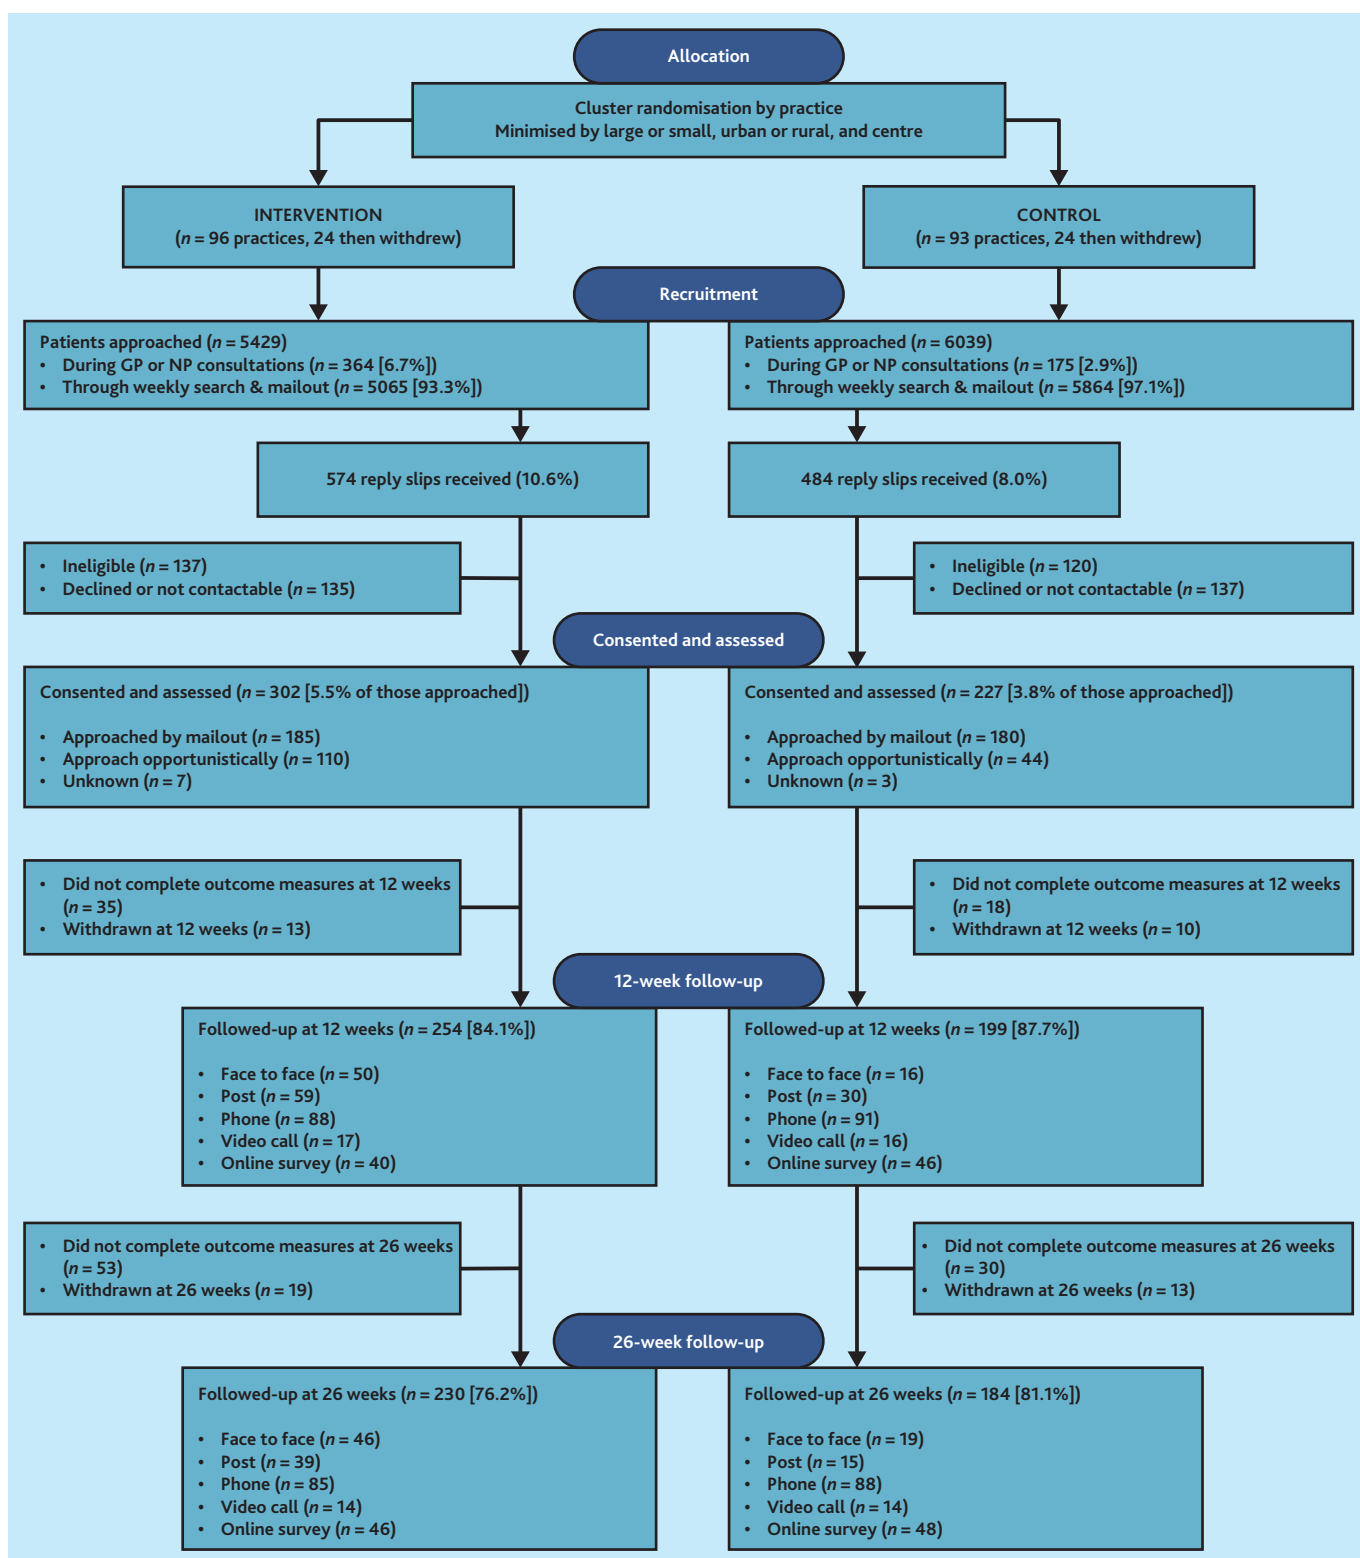 Allocation
Cluster randomisation by practice
Minimised by large or small, urban or rural, and centre
INTERVENTION
(n = 96 practices, 24 then withdrew)
CONTROL
(n = 93 practices, 24 then withdrew)
Recruitment
Patients approached (n = 5429)
• During GP or NP consultations (n = 364 [6.7%])
• Through weekly search & mailout (n = 5065 [93.3%])
Patients approached (n = 6039)
• During GP or NP consultations (n = 175 [2.9%])
• Through weekly search & mailout (n = 5864 [97.1%])
574 reply slips received (10.6%)
484 reply slips received (8.0%)
• Ineligible (n = 137)
• Declined or not contactable (n = 135)
• Ineligible (n = 120)
• Declined or not contactable (n = 137)
Consented and assessed
Consented and assessed (n = 302 [5.5% of those approached])
• Approached by mailout (n = 185)
• Approach opportunistically (n = 110)
• Unknown (n = 7)
Consented and assessed (n = 227 [3.8% of those approached])
• Approached by mailout (n = 180)
• Approach opportunistically (n = 44)
• Unknown (n = 3)
• Did not complete outcome measures at 12 weeks
(n = 35)
• Withdrawn at 12 weeks (n = 13)
• Did not complete outcome measures at 12 weeks
(n = 18)
• Withdrawn at 12 weeks (n = 10)
12-week follow-up
Followed-up at 12 weeks (n = 254 [84.1%])
• Face to face (n = 50)
• Post (n = 59)
• Phone (n = 88)
• Video call (n = 17)
• Online survey (n = 40)
Followed-up at 12 weeks (n = 199 [87.7%])
• Face to face (n = 16)
• Post (n = 30)
• Phone (n = 91)
• Video call (n = 16)
• Online survey (n = 46)
• Did not complete outcome measures at 26 weeks
(n = 53)
• Withdrawn at 26 weeks (n = 19)
• Did not complete outcome measures at 26 weeks
(n = 30)
• Withdrawn at 26 weeks (n = 13)
26-week follow-up
Followed-up at 26 weeks (n = 230 [76.2%])
• Face to face (n = 46)
• Post (n = 39)
• Phone (n = 85)
• Video call (n = 14)
• Online survey (n = 46)
Followed-up at 26 weeks (n = 184 [81.1%])
• Face to face (n = 19)
• Post (n = 15)
• Phone (n = 88)
• Video call (n = 14)
• Online survey (n = 48)